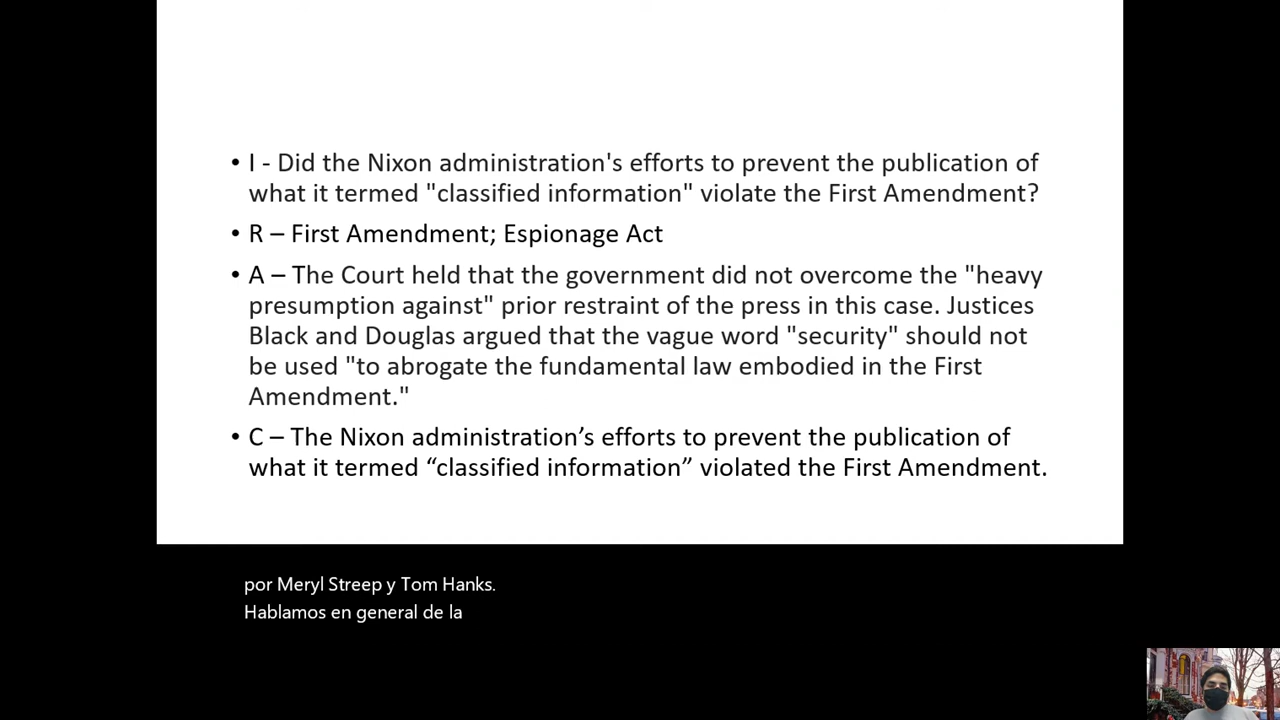 • I - Did the Nixon administration's efforts to prevent the publication of
what it termed "classified information" violate the First Amendment?
• R – First Amendment; Espionage Act
• A – The Court held that the government did not overcome the "heavy
presumption against" prior restraint of the press in this case. Justices
Black and Douglas argued that the vague word "security" should not
be used "to abrogate the fundamental law embodied in the First
Amendment."
• C – The Nixon administration’s efforts to prevent the publication of
what it termed “classified information” violated the First Amendment.
por Meryl Streep y Tom Hanks.
Hablamos en general de la